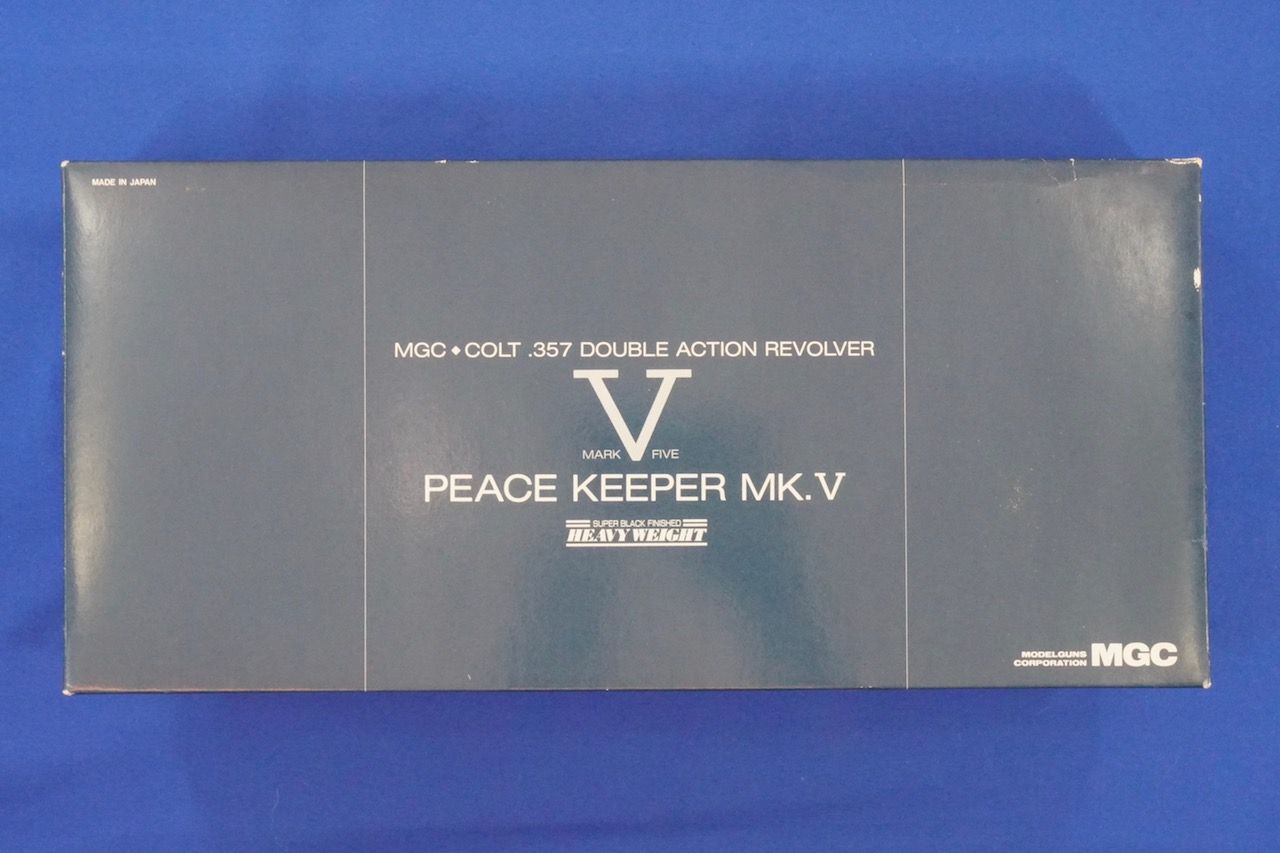 MADE IN JAPAN
MGC◆COLT .357 DOUBLE ACTION REVOLVER
V
MARK FIVE
PEACE KEEPER MK.V
SUPER BLACK FINISHED
HEAVY WEIGHT
MODELGUNS
CORPORATION MGC